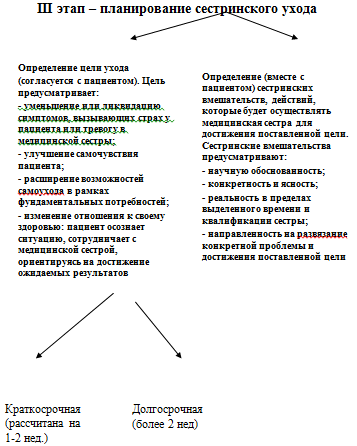 III этап – планирование сестринского ухода
Определение цели ухода
(согласуется с пациентом). Цель
предусматривает:
- уменьшение или ликвидацию
симптомов, вызывающих страх у
пациента или тревогу в
медицинской сестры;
- улучшение самочувствия
пациента;
- расширение возможностей
самоухода в рамках
фундаментальных потребностей;
- изменение отношения к своему
здоровью: пациент осознает
ситуацию, сотрудничает с
медицинской сестрой,
ориентируясь на достижение
ожидаемых результатов
Определение (вместе с
пациентом) сестринских
вмешательств, действий,
которые будет осуществлять
медицинская сестра для
достижения поставленной цели.
Сестринские вмешательства
предусматривают:
- научную обоснованность;
- конкретность и ясность;
- реальность в пределах
выделенного времени и
квалификации сестры;
- направленность на развязание
конкретной проблемы и
достижения поставленной цели
Краткосрочная
(рассчитана на
1-2 нед.)
Долгосрочная
(более 2 нед)